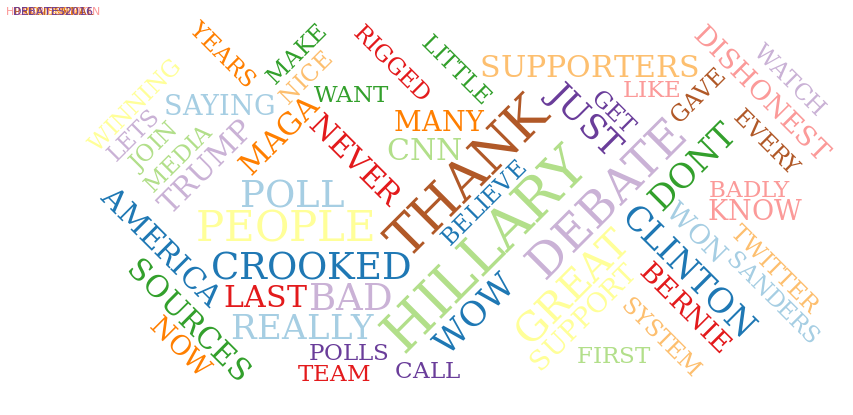 DEBATES2016
YEARS
MAKE
RIGGED
LITTLE
SUPPORTERS
DISHONEST
WATCH
WINNING
NICE
SAYING
WANT
MANY
JUST
GET
LIKE
GAVE
EVERY
LETS
JOIN
MEDIA
TRUMP
MAGA
NEVER
CNN
THANK
BELIEVE
DEBATE
DONT
BADLY
KNOW
AMERICA
POLL
PEOPLE
CROOKED
HILLARY
CLINTON
WON
TWITTER
SANDERS
SOURCES
LAST
BAD
WOW
GREAT
SUPPORT
BERNIE
SYSTEM
NOW
REALLY
POLLS
TEAM
CALL
FIRST